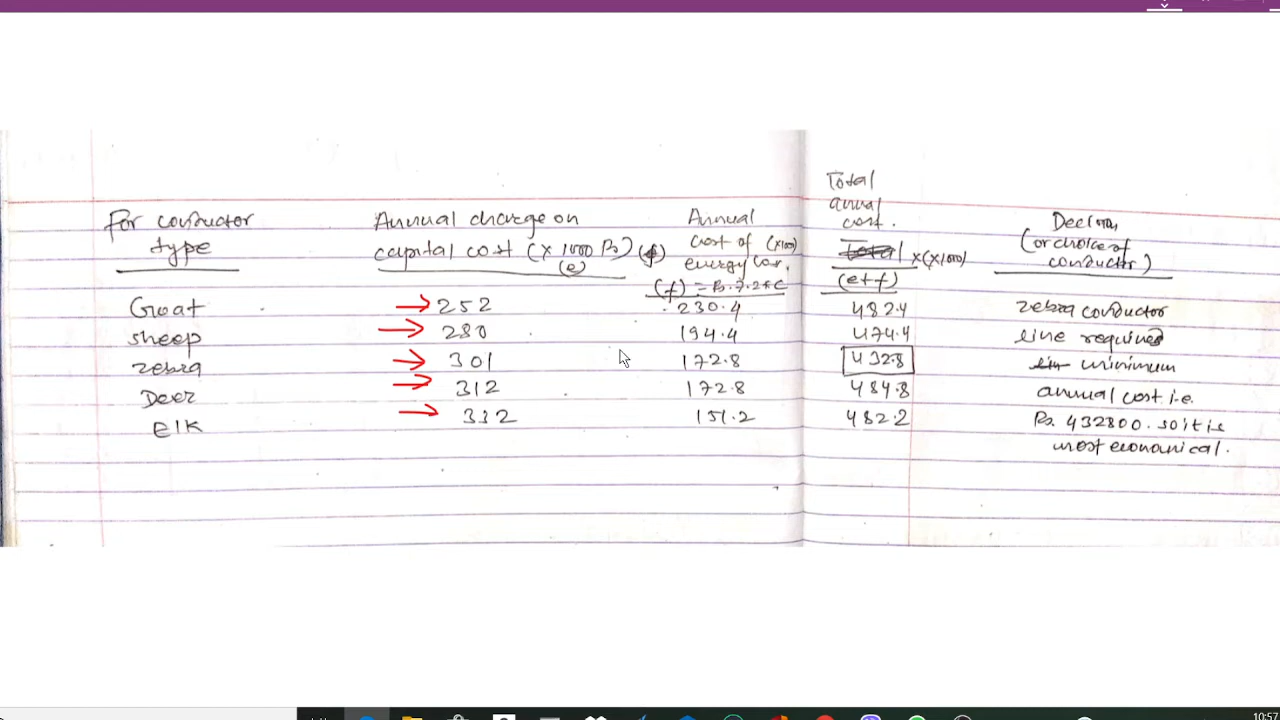 For conductor type
Annual charge on capital cost (x 1000 Rs) (e)
Annual cost of (x1000) energy loss. (f) = Rs. 7.2 * C
Total annual cost. x(x1000) (e+f)
Decision (or choice of conductor)
Goat 252 230.4 482.4 zebra conductor
sheep 280 194.4 474.4 line required
zebra 301 172.8 432.8 minimum
Deer 312 172.8 484.8 annual cost i.e.
Elk 332 151.2 482.2 Rs. 432800. so it is
most economical.
10:57